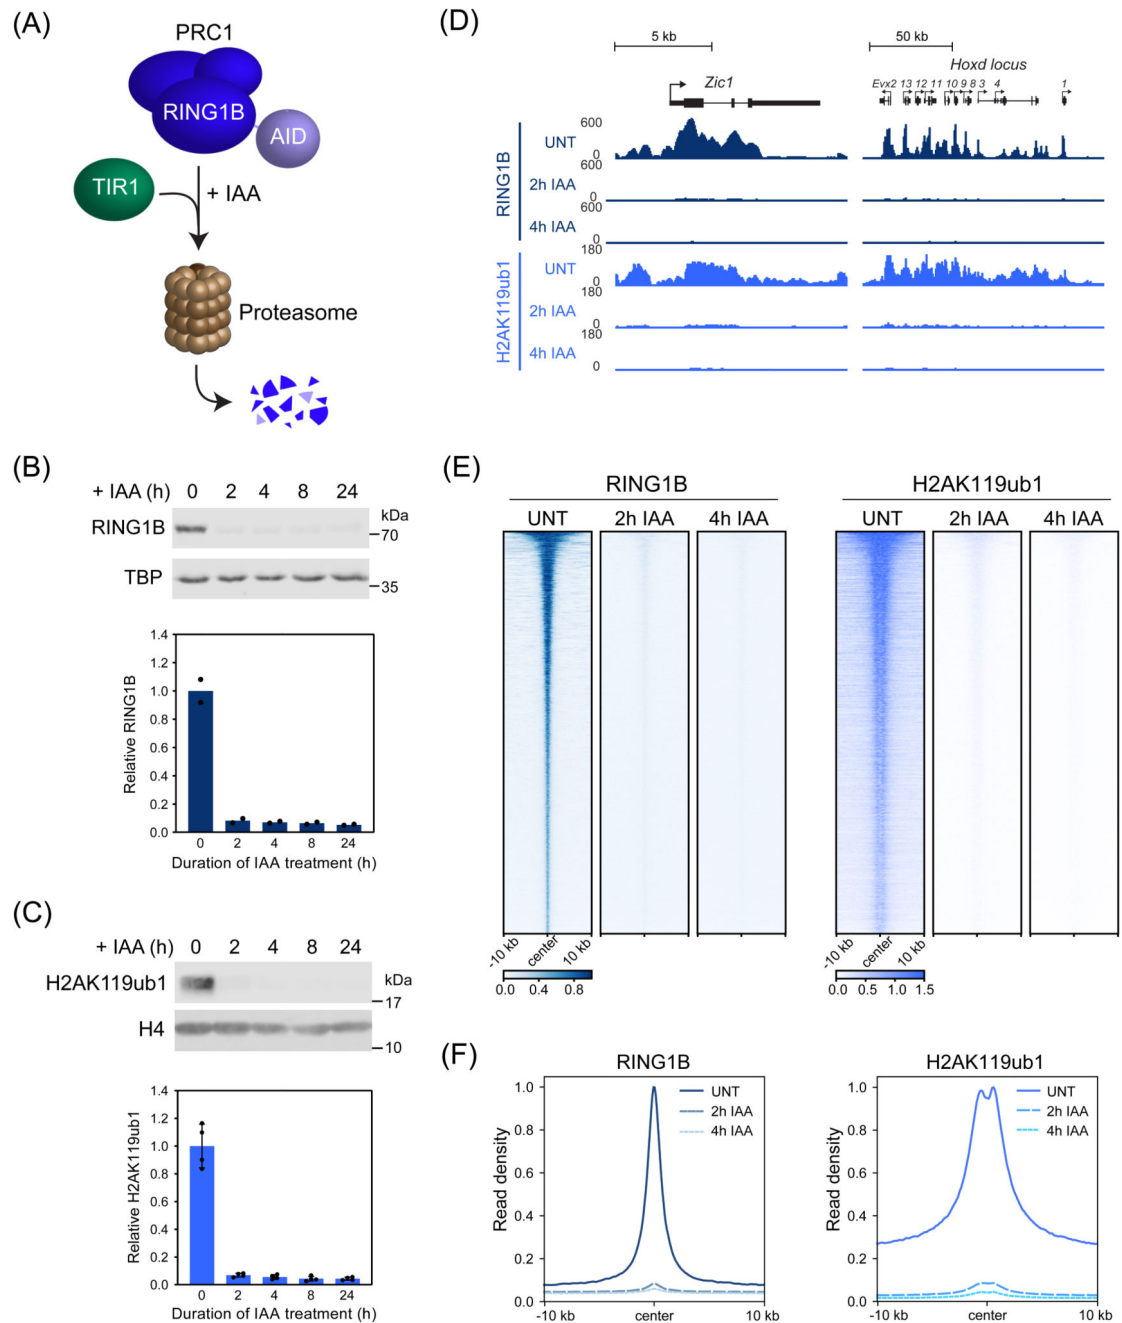 (A)
PRC1
RING1B
AID
TIR1
+ IAA
Proteasome
(B)
+ IAA (h) 0 2 4 8 24
kDa
RING1B
70
TBP
35
1.4
1.2
1.0
0.8
0.6
0.4
0.2
0.0
Relative RING1B
0 2 4 8 24
Duration of IAA treatment (h)
(C)
+ IAA (h) 0 2 4 8 24
H2AK119ub1
kDa
17
H4
10
1.4
1.2
1.0
0.8
0.6
0.4
0.2
0.0
Relative H2AK119ub1
0 2 4 8 24
Duration of IAA treatment (h)
(D)
5 kb 50 kb
Zic1
Hoxd locus
Evx2 13 12 11 10 9 8 3 4 1
RING1B
600
UNT
0
600
2h IAA
0
600
4h IAA
0
H2AK119ub1
180
UNT
0
180
2h IAA
0
180
4h IAA
0
(E)
RING1B
UNT 2h IAA 4h IAA
-10 kb center 10 kb
0.0 0.4 0.8
H2AK119ub1
UNT 2h IAA 4h IAA
-10 kb center 10 kb
0.0 0.5 1.0 1.5
(F)
RING1B
1.0
0.8
0.6
0.4
0.2
0.0
Read density
UNT
2h IAA
4h IAA
-10 kb center 10 kb
H2AK119ub1
1.0
0.8
0.6
0.4
0.2
0.0
Read density
UNT
2h IAA
4h IAA
-10 kb center 10 kb